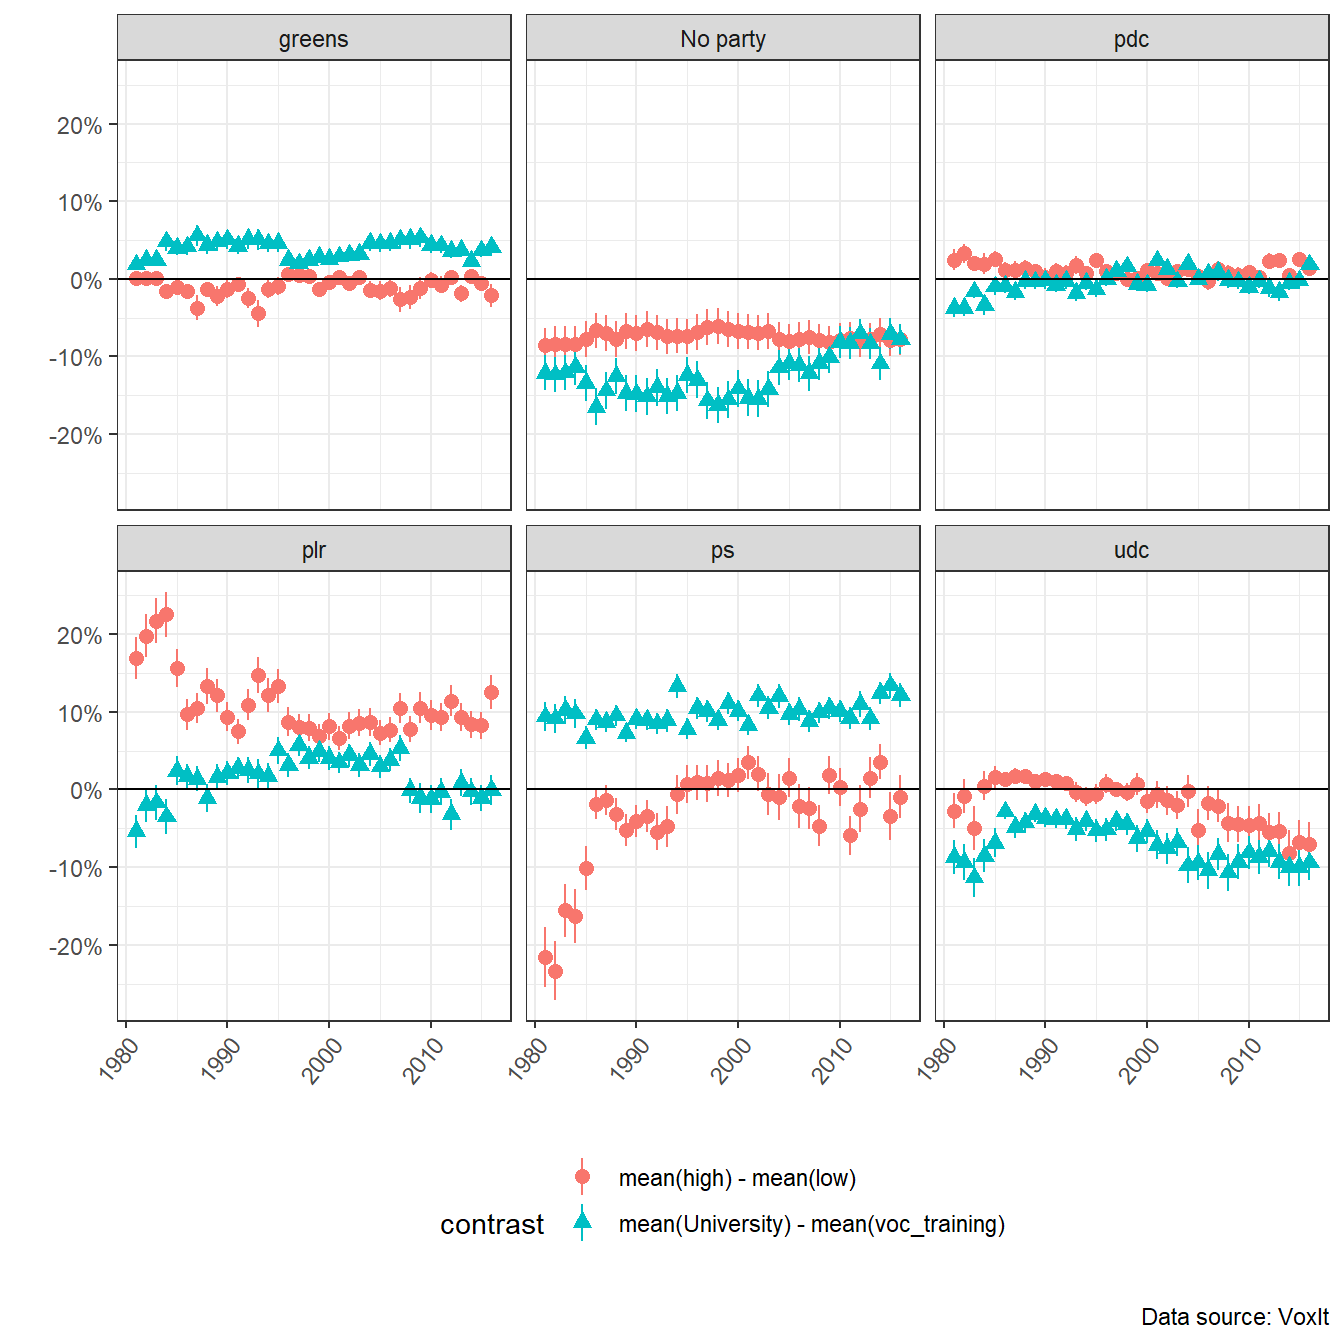 greens No party pdc
20%
10%
0%
-10%
-20%
plr ps udc
20%
10%
0%
-10%
-20%
1980 1990 2000 2010 1980 1990 2000 2010 1980 1990 2000 2010
mean(high) - mean(low)
contrast mean(University) - mean(voc_training)
Data source: VoxIt